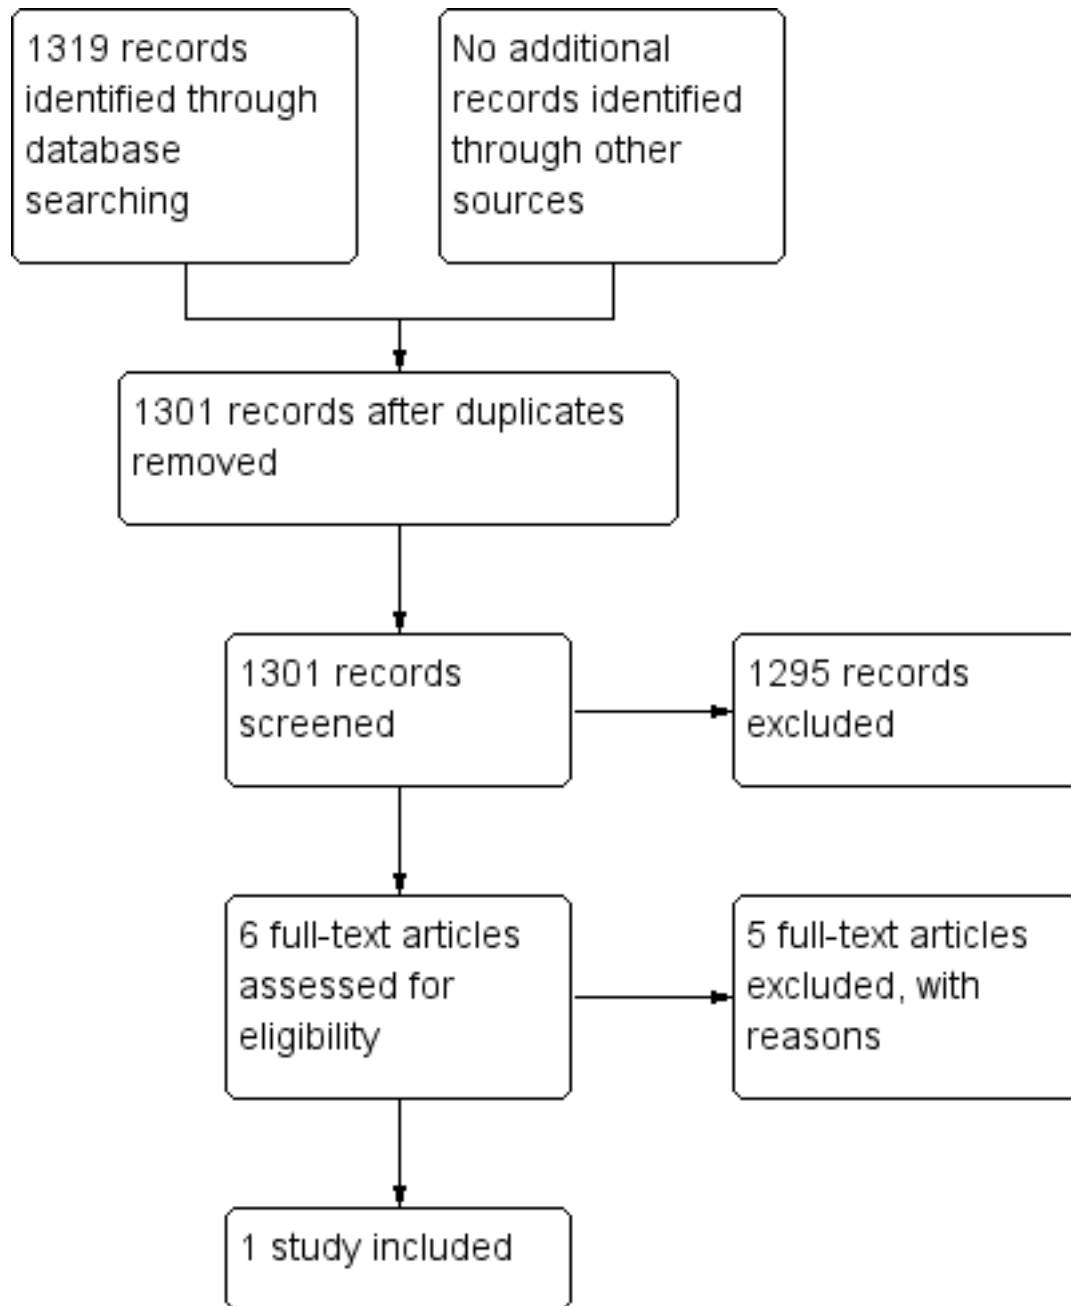 1319 records
identified through
database
searching
No additional
records identified
through other
sources
1301 records after duplicates
removed
1301 records
screened
1295 records
excluded
6 full-text articles
assessed for
eligibility
5 full-text articles
excluded, with
reasons
1 study included